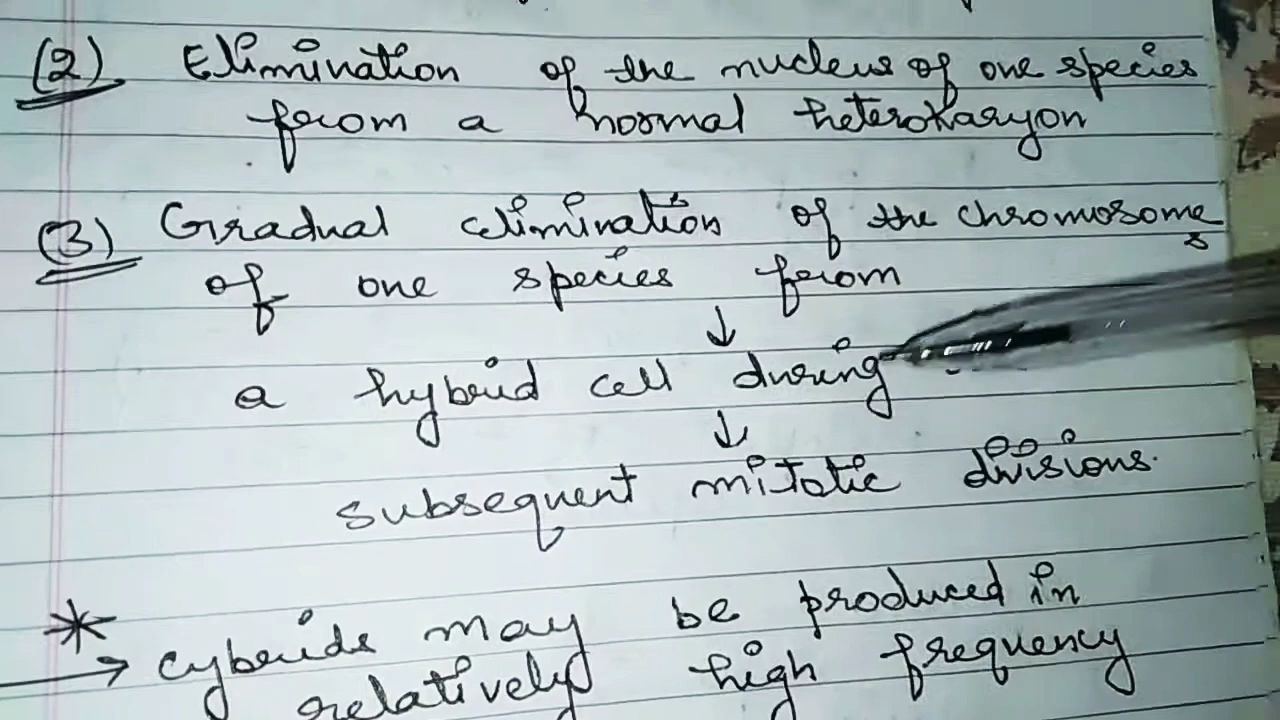 (2) Elimination of the nucleus of one species
from a normal heterokaryon
(3) Gradual elimination of the chromosome
s
of one species from
↓
a hybrid cell during
↓
subsequent mitotic divisions.
* → cybrids may be produced in
relatively high frequency